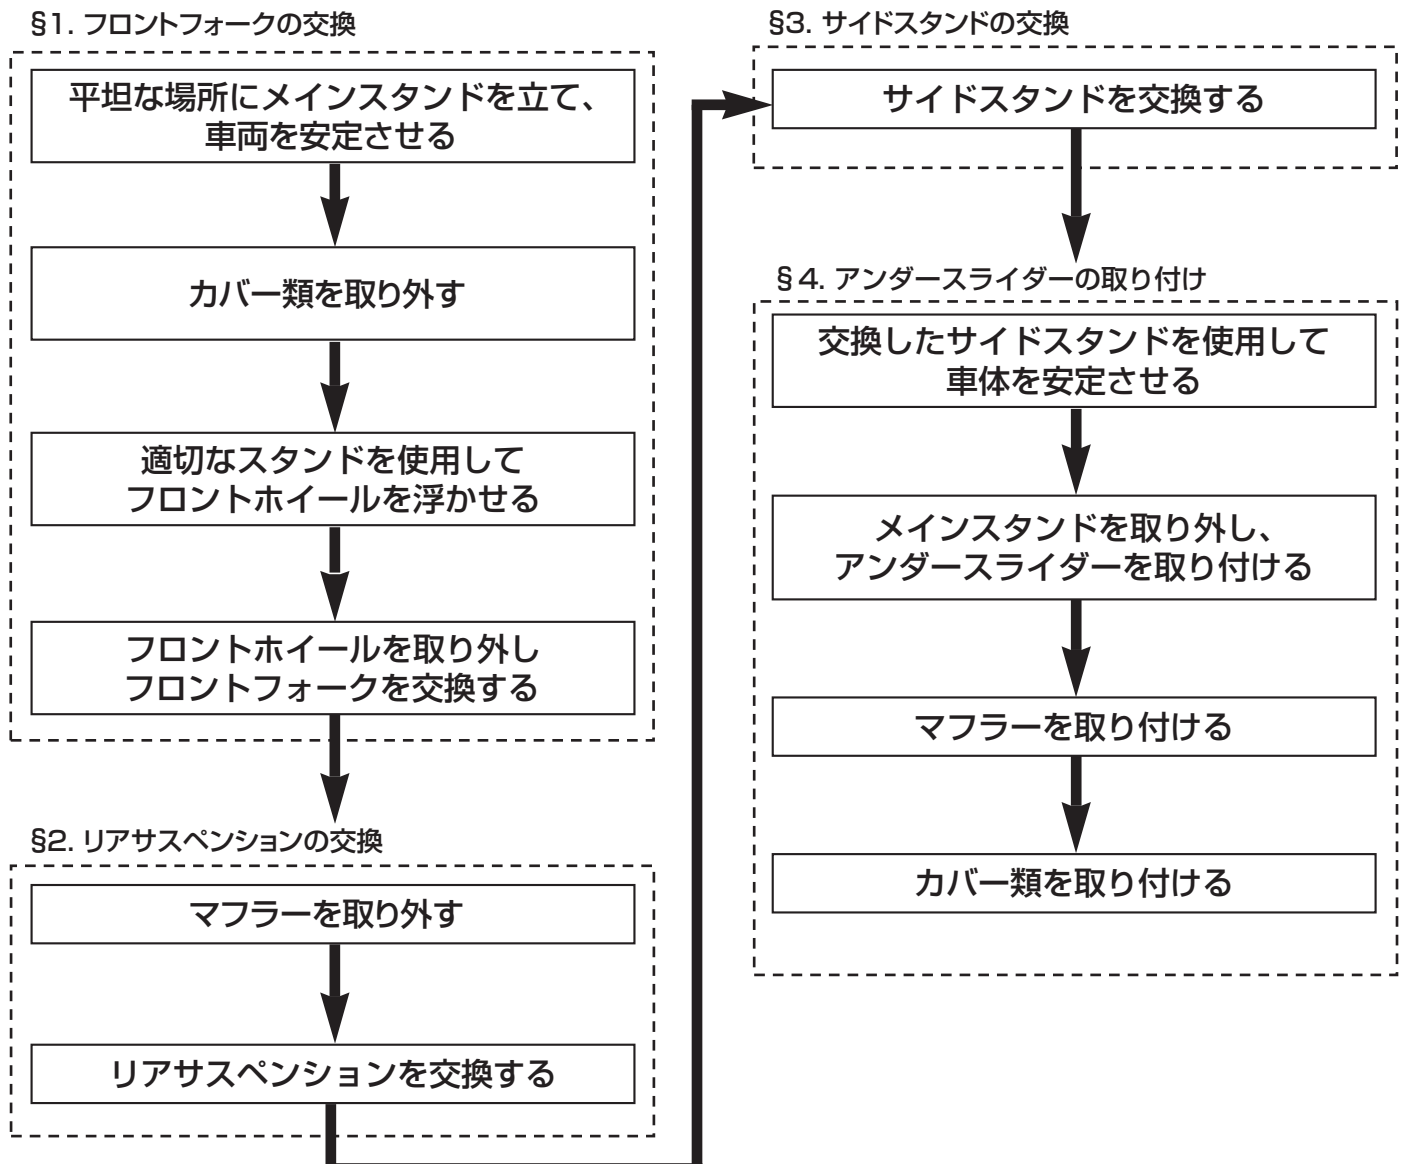 §1. フロントフォークの交換
平坦な場所にメインスタンドを立て、
車両を安定させる
カバー類を取り外す
適切なスタンドを使用して
フロントホイールを浮かせる
フロントホイールを取り外し
フロントフォークを交換する
§2. リアサスペンションの交換
マフラーを取り外す
リアサスペンションを交換する
§3. サイドスタンドの交換
サイドスタンドを交換する
§4. アンダースライダーの取り付け
交換したサイドスタンドを使用して
車体を安定させる
メインスタンドを取り外し、
アンダースライダーを取り付ける
マフラーを取り付ける
カバー類を取り付ける